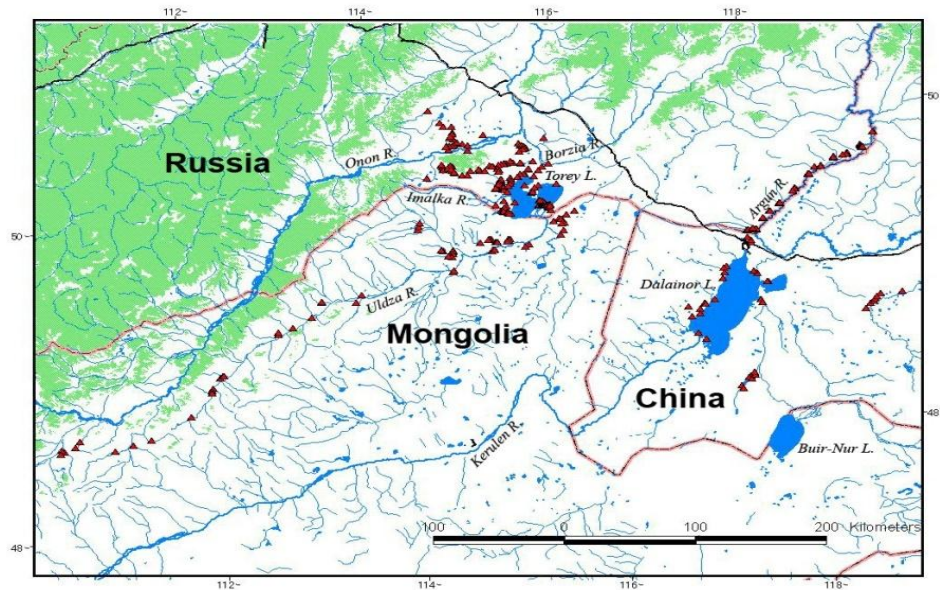 112
114
116
118
50
Russia
Onon R.
Borzia R.
Torey L.
Imalka R.
Argun R.
50
Dalainor L.
Uldza R.
Mongolia
China
48
Kerulen R.
Buir-Nur L.
100 0 100 200 Kilometers
48
112
114
116
118